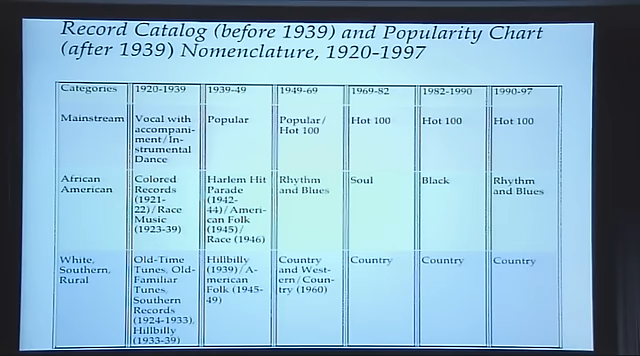 Record Catalog (before 1939) and Popularity Chart
(after 1939) Nomenclature, 1920-1997
Categories
1920-1939
1939-49
1949-69
1969-82
1982-1990
1990-97
Mainstream
Vocal with
accompani-
ment/In-
strumental
Dance
Popular
Popular/
Hot 100
Hot 100
Hot 100
Hot 100
African
American
Colored
Records
(1921-
22)/Race
Music
(1923-39)
Harlem Hit
Parade
(1942-
44)/Ameri-
can Folk
(1945)/
Race (1946)
Rhythm
and Blues
Soul
Black
Rhythm
and Blues
White,
Southern,
Rural
Old-Time
Tunes, Old-
Familiar
Tunes,
Southern
Records
(1924-1933),
Hillbilly
(1933-39)
Hillbilly
(1939)/A-
merican
Folk (1945-
49)
Country
and West-
ern/Coun-
try (1960)
Country
Country
Country